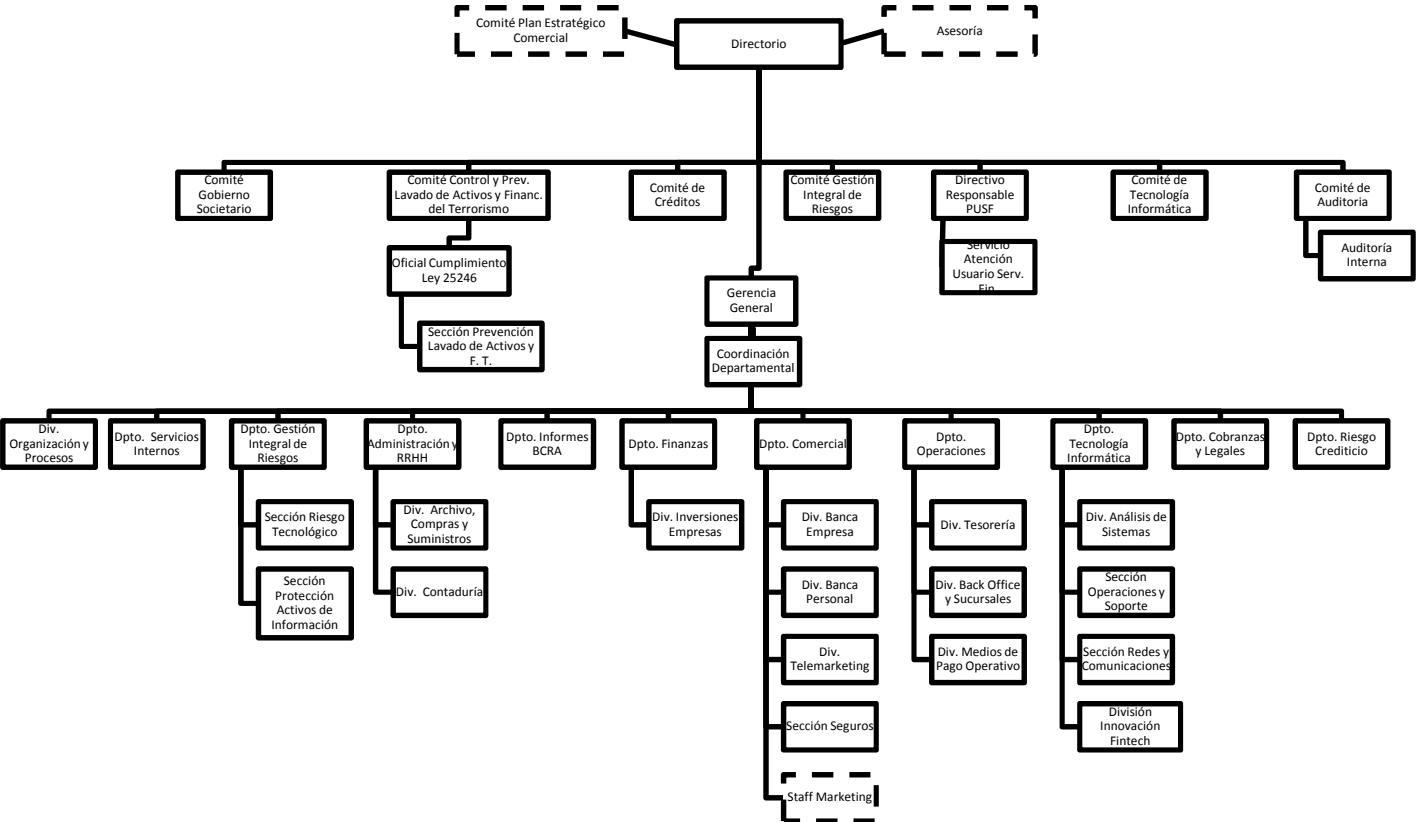 Comité Plan Estratégico
Comercial
Directorio
Asesoría
Comité
Gobierno
Societario
Comité Control y Prev.
Lavado de Activos y Financ.
del Terrorismo
Comité de
Créditos
Comité Gestión
Integral de
Riesgos
Directivo
Responsable
PUSF
Comité de
Tecnología
Informática
Comité de
Auditoria
Oficial Cumplimiento
Ley 25246
Sección Prevención
Lavado de Activos y
F. T.
Servicio
Atención
Usuario Serv.
Fin
Auditoría
Interna
Gerencia
General
Coordinación
Departamental
Div.
Organización y
Procesos
Dpto. Servicios
Internos
Dpto. Gestión
Integral de
Riesgos
Dpto.
Administración y
RRHH
Dpto. Informes
BCRA
Dpto. Finanzas
Dpto. Comercial
Dpto.
Operaciones
Dpto.
Tecnología
Informática
Dpto. Cobranzas
y Legales
Dpto. Riesgo
Crediticio
Sección Riesgo
Tecnológico
Sección
Protección
Activos de
Información
Div. Archivo,
Compras y
Suministros
Div. Contaduría
Div. Inversiones
Empresas
Div. Banca
Empresa
Div. Banca
Personal
Div.
Telemarketing
Sección Seguros
Staff Marketing
Div. Tesorería
Div. Back Office
y Sucursales
Div. Medios de
Pago Operativo
Div. Análisis de
Sistemas
Sección
Operaciones y
Soporte
Sección Redes y
Comunicaciones
División
Innovación
Fintech